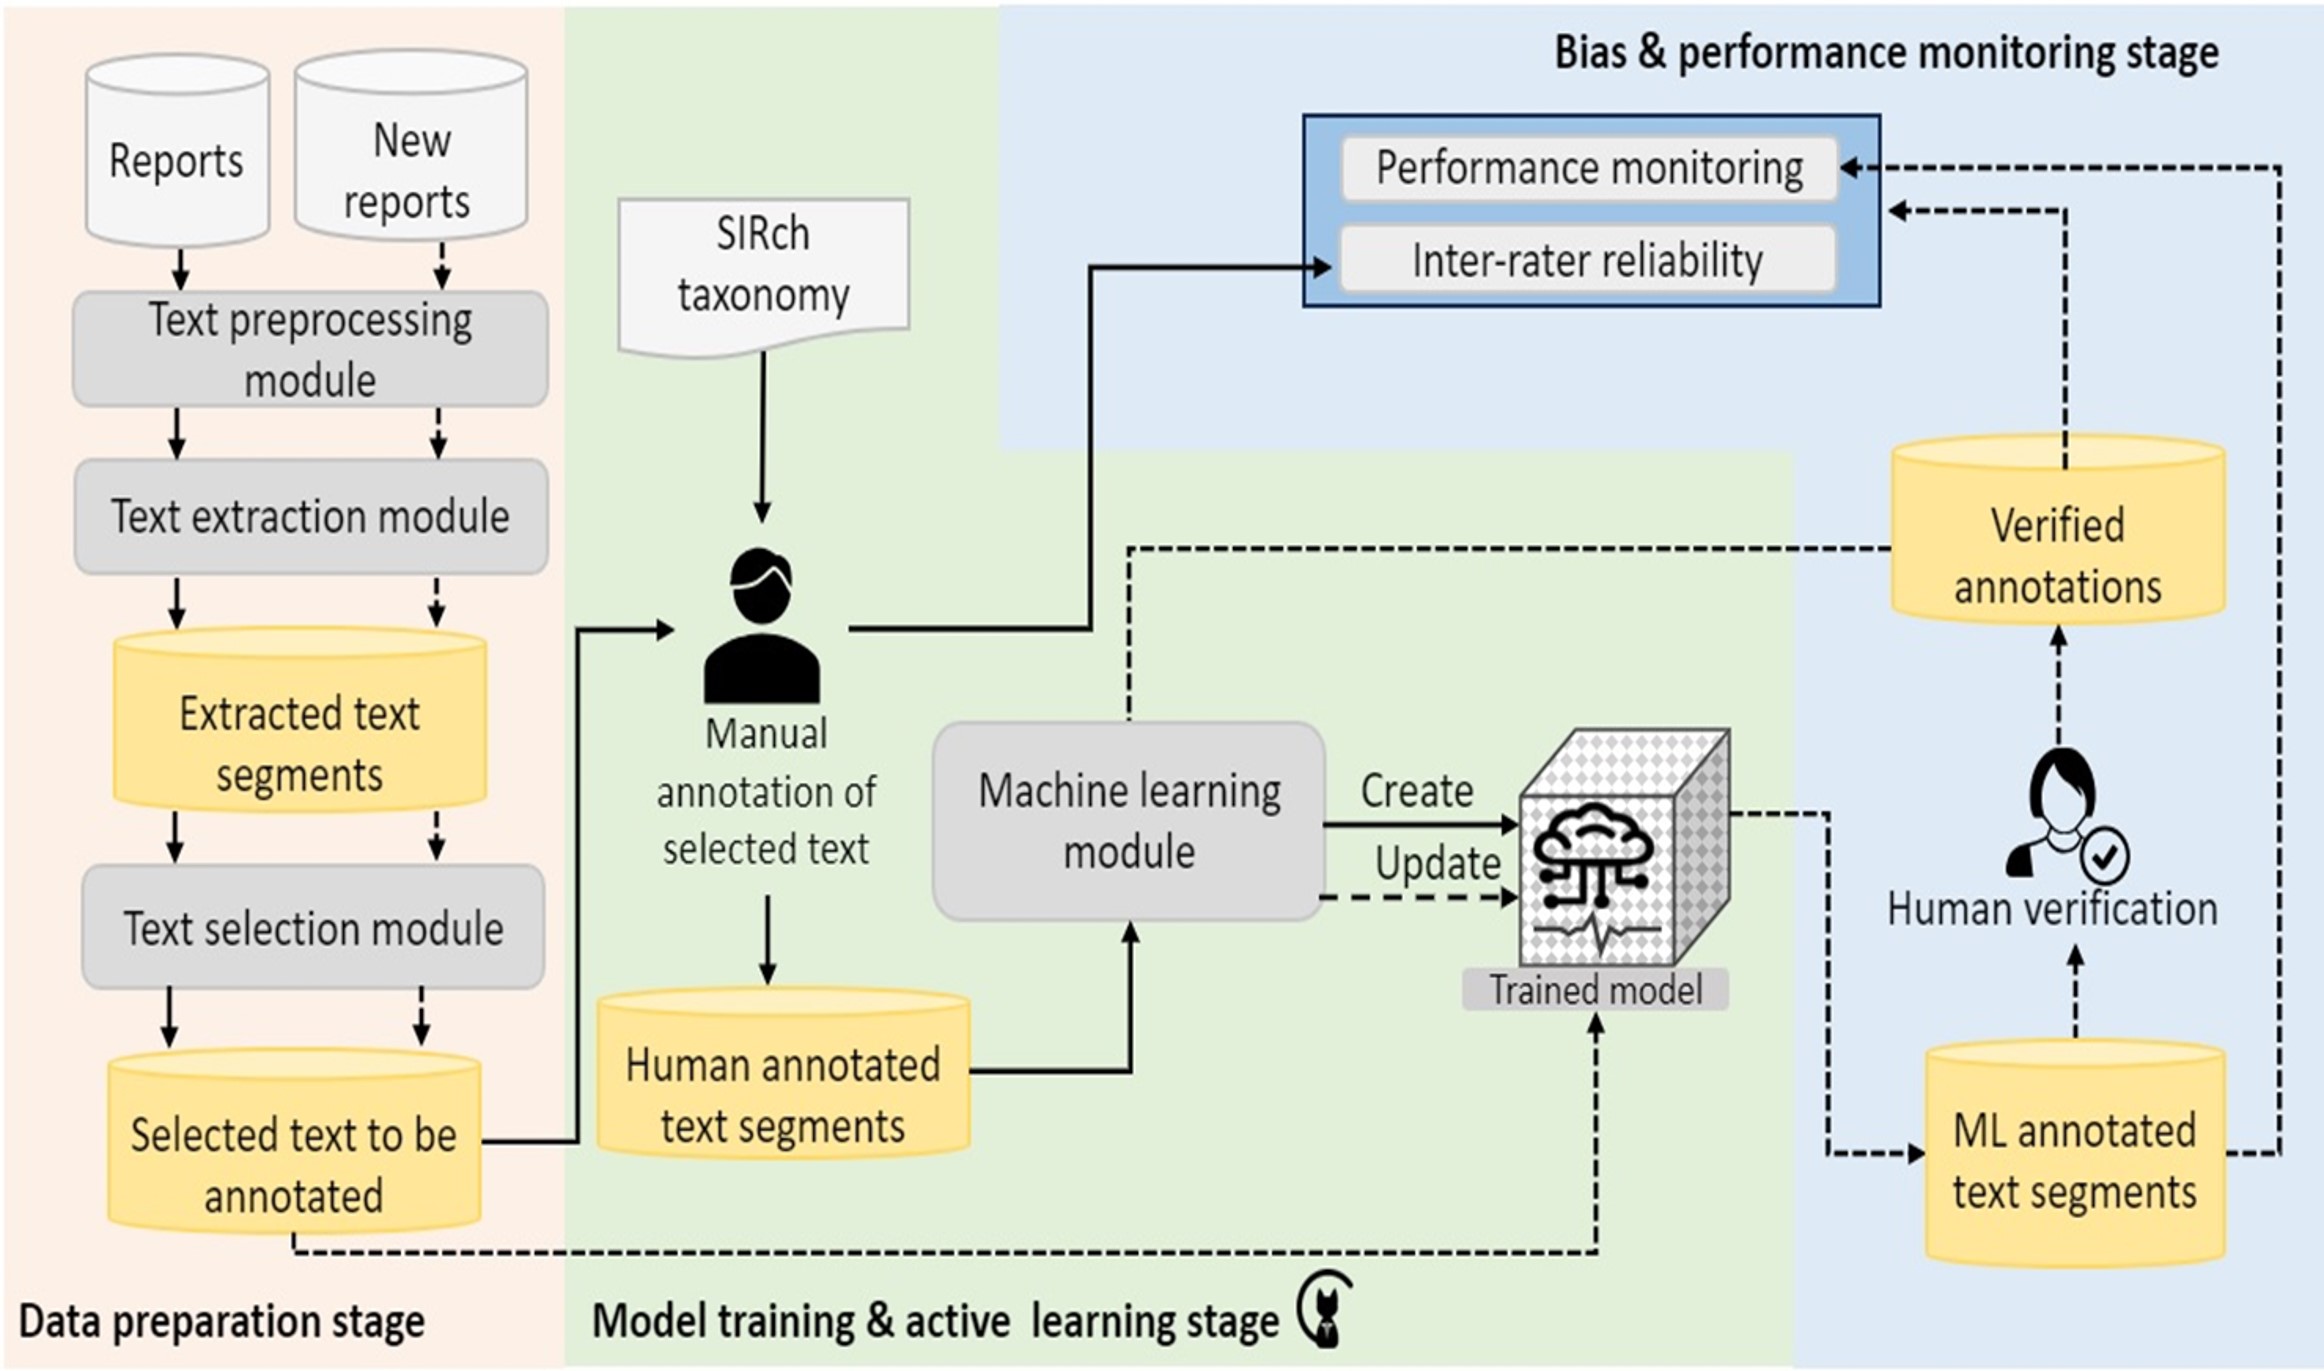 Bias & performance monitoring stage
Reports
New
reports
Text preprocessing
module
Text extraction module
Extracted text
segments
Text selection module
Selected text to be
annotated
Data preparation stage
SIRch
taxonomy
Manual
annotation of
selected text
Human annotated
text segments
Machine learning
module
Create
Update
Trained model
Model training & active learning stage
Performance monitoring
Inter-rater reliability
Verified
annotations
Human verification
ML annotated
text segments